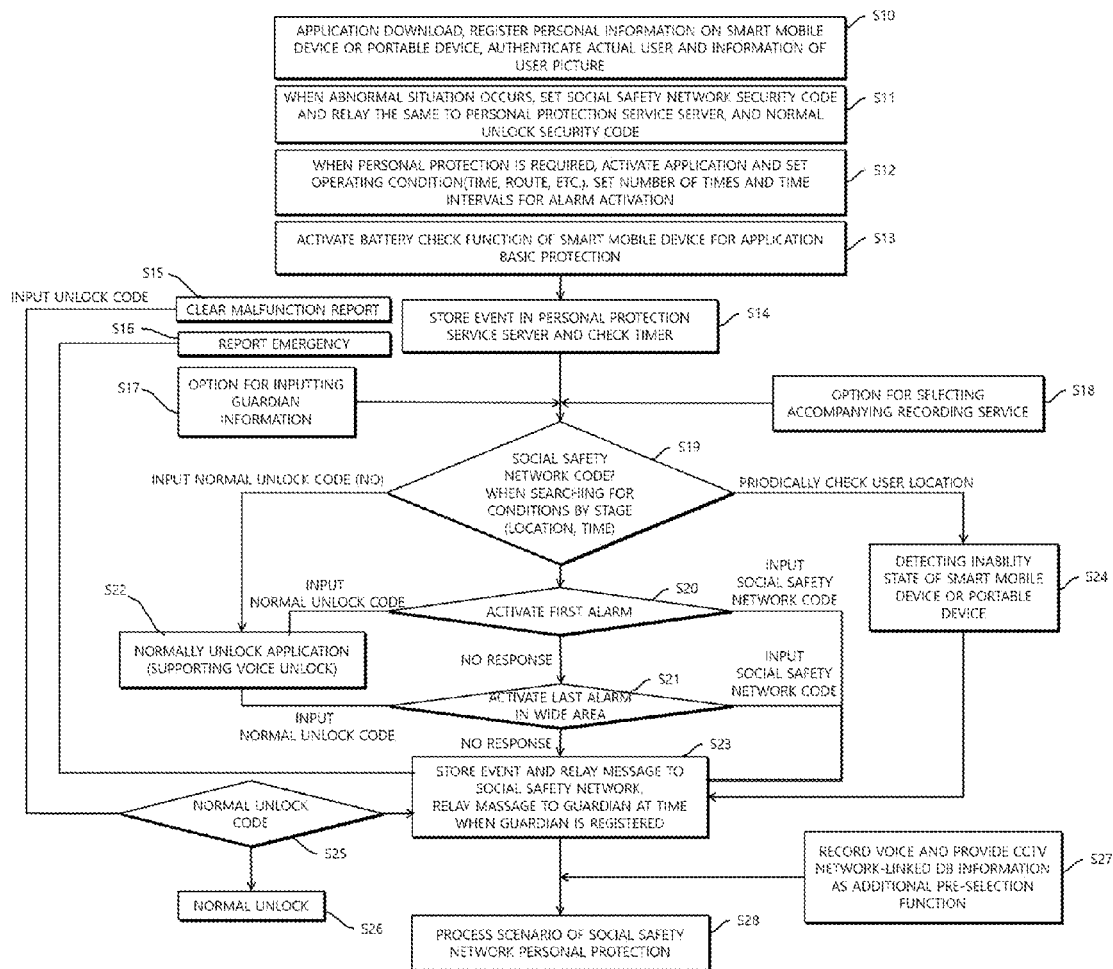 S10
APPLICATION DOWNLOAD, REGISTER PERSONAL INFORMATION ON SMART MOBILE
DEVICE OR PORTABLE DEVICE, AUTHENTICATE ACTUAL USER AND INFORMATION OF
USER PICTURE
S11
WHEN ABNORMAL SITUATION OCCURS, SET SOCIAL SAFETY NETWORK SECURITY CODE
AND RELAY THE SAME TO PERSONAL PROTECTION SERVICE SERVER, AND NORMAL
UNLOCK SECURITY CODE
S12
WHEN PERSONAL PROTECTION IS REQUIRED, ACTIVATE APPLICATION AND SET
OPERATING CONDITION(TIME, ROUTE, ETC.). SET NUMBER OF TIMES AND TIME
INTERVALS FOR ALARM ACTIVATION
S13
ACTIVATE BATTERY CHECK FUNCTION OF SMART MOBILE DEVICE FOR APPLICATION
BASIC PROTECTION
S15
INPUT UNLOCK CODE
CLEAR MALFUNCTION REPORT
S14
STORE EVENT IN PERSONAL PROTECTION
SERVICE SERVER AND CHECK TIMER
S16
REPORT EMERGENCY
S17
OPTION FOR INPUTTING
GUARDIAN
INFORMATION
S18
OPTION FOR SELECTING
ACCOMPANYING RECORDING SERVICE
S19
SOCIAL SAFETY
NETWORK CODE?
WHEN SEARCHING FOR
CONDITIONS BY STAGE
(LOCATION, TIME)
INPUT NORMAL UNLOCK CODE (NO)
PRIODICALLY CHECK USER LOCATION
S24
DETECTING INABILITY
STATE OF SMART MOBILE
DEVICE OR PORTABLE
DEVICE
S22
INPUT
NORMAL UNLOCK CODE
S20
ACTIVATE FIRST ALARM
INPUT
SOCIAL SAFETY
NETWORK CODE
NORMALLY UNLOCK APPLICATION
(SUPPORTING VOICE UNLOCK)
NO RESPONSE
S21
ACTIVATE LAST ALARM
IN WIDE AREA
INPUT
SOCIAL SAFETY
NETWORK CODE
INPUT
NORMAL UNLOCK CODE
NO RESPONSE
S23
STORE EVENT AND RELAY MESSAGE TO
SOCIAL SAFETY NETWORK,
RELAY MASSAGE TO GUARDIAN AT TIME
WHEN GUARDIAN IS REGISTERED
NORMAL UNLOCK
CODE
S25
NORMAL UNLOCK
S26
RECORD VOICE AND PROVIDE CCTV
NETWORK-LINKED DB INFORMATION
AS ADDITIONAL PRE-SELECTION
FUNCTION
S27
S28
PROCESS SCENARIO OF SOCIAL SAFETY
NETWORK PERSONAL PROTECTION